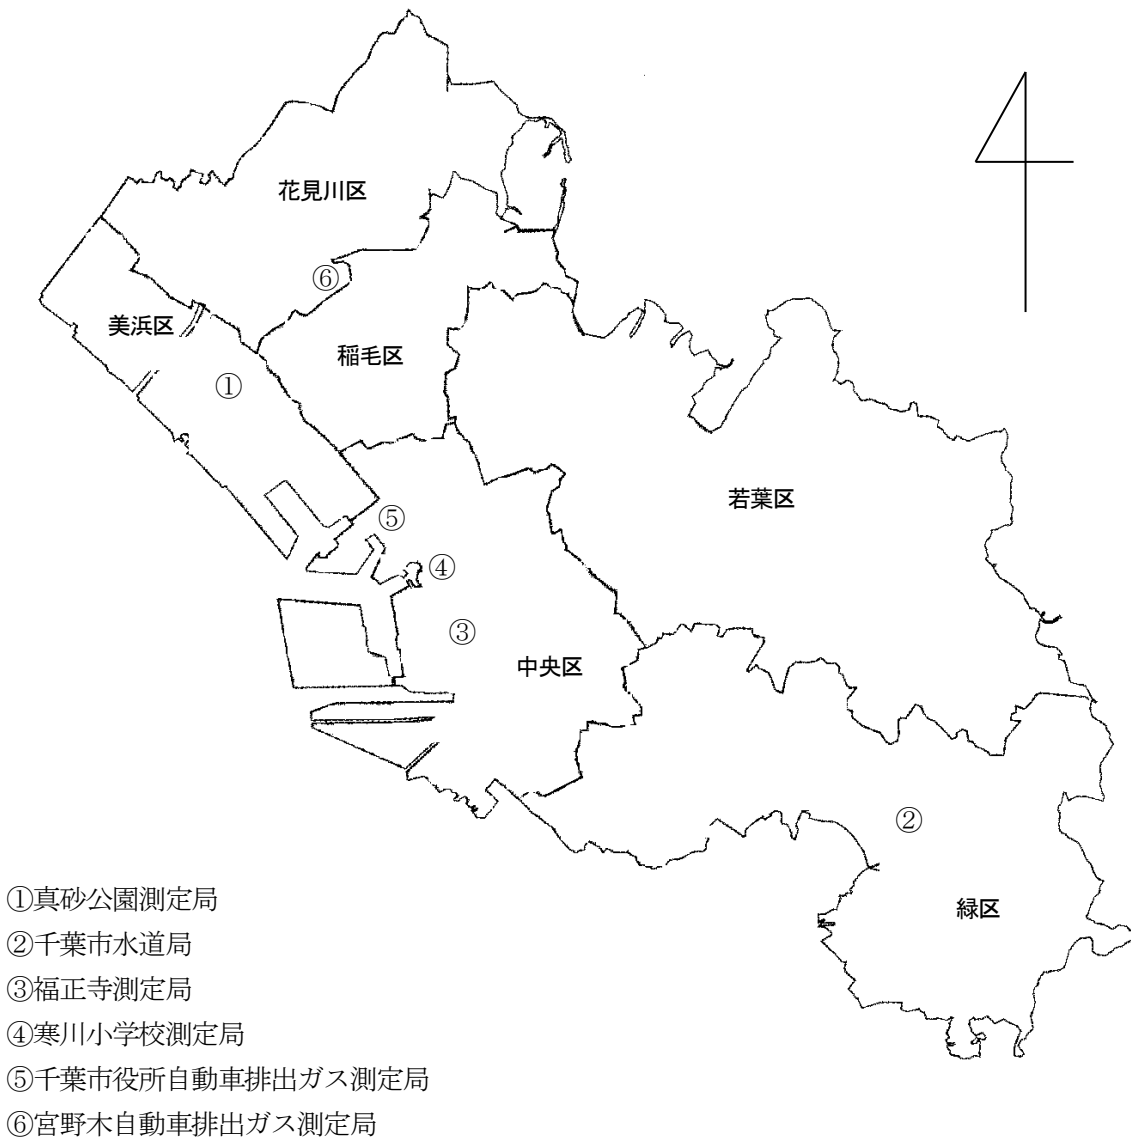 花見川区
⑥
美浜区
稲毛区
①
若葉区
⑤
④
③
中央区
②
緑区
①真砂公園測定局
②千葉市水道局
③福正寺測定局
④寒川小学校測定局
⑤千葉市役所自動車排出ガス測定局
⑥宮野木自動車排出ガス測定局